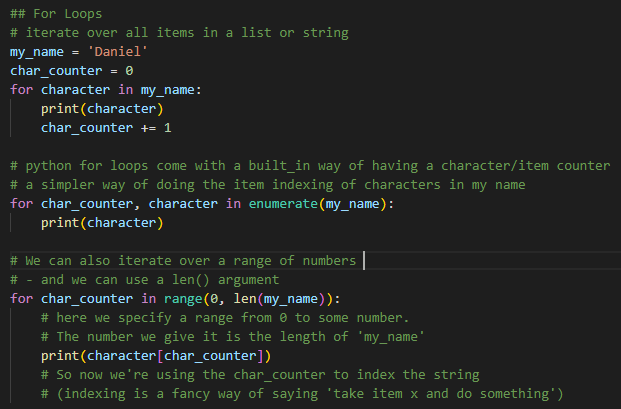 ## For Loops
# iterate over all items in a list or string
my_name = 'Daniel'
char_counter = 0
for character in my_name:
    print(character)
    char_counter += 1

# python for loops come with a built_in way of having a character/item counter
# a simpler way of doing the item indexing of characters in my name
for char_counter, character in enumerate(my_name):
    print(character)

# We can also iterate over a range of numbers
# - and we can use a len() argument
for char_counter in range(0, len(my_name)):
    # here we specify a range from 0 to some number.
    # The number we give it is the length of 'my_name'
    print(character[char_counter])
    # So now we're using the char_counter to index the string
    # (indexing is a fancy way of saying 'take item x and do something')